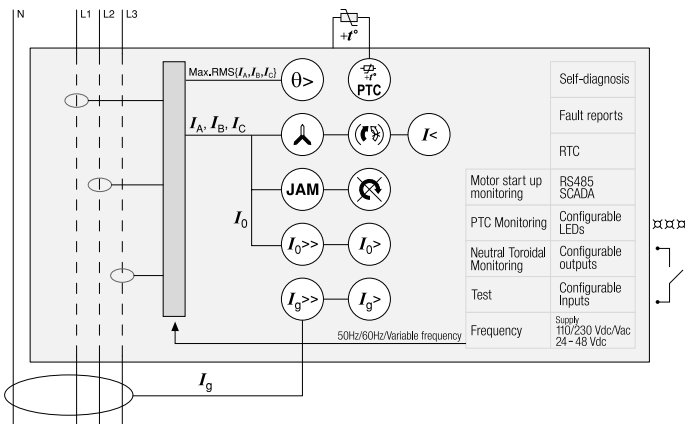 N
L1
L2
L3
+t°
Max.RMS{IA,IB,IC}
θ>
+t°
PTC
Self-diagnosis
Fault reports
IA, IB, IC
I<
RTC
JAM
Motor start up
monitoring
RS485
SCADA
I0
PTC Monitoring
Configurable
LEDs
I0>>
I0>
Neutral Toroidal
Monitoring
Configurable
outputs
Ig>>
Ig>
Test
Configurable
Inputs
50Hz/60Hz/Variable frequency
Frequency
Supply
110/230 Vdc/Vac
24 - 48 Vdc
Ig